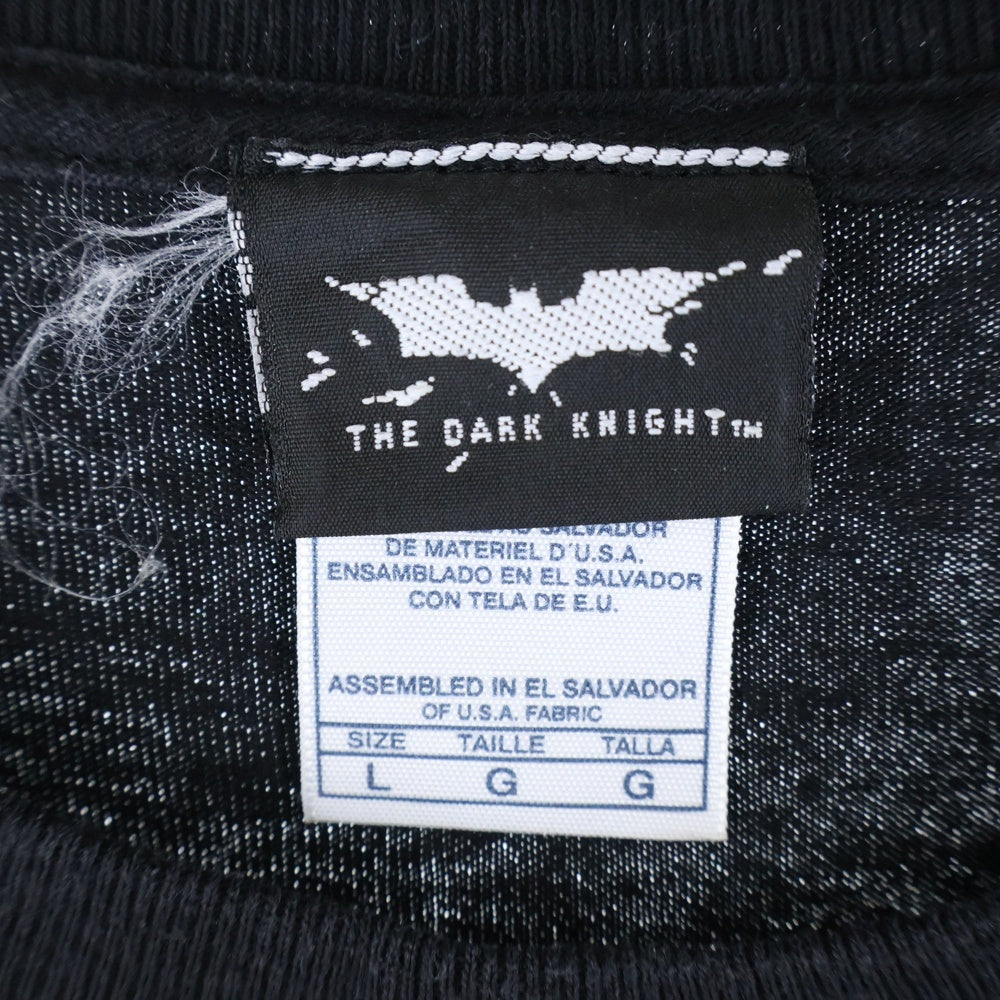 THE DARK KNIGHT™
SALVADOR
DE MATERIEL D'U.S.A.
ENSAMBLADO EN EL SALVADOR
CON TELA DE E.U.
ASSEMBLED IN EL SALVADOR
OF U.S.A. FABRIC
SIZE TAILLE TALLA
L G G